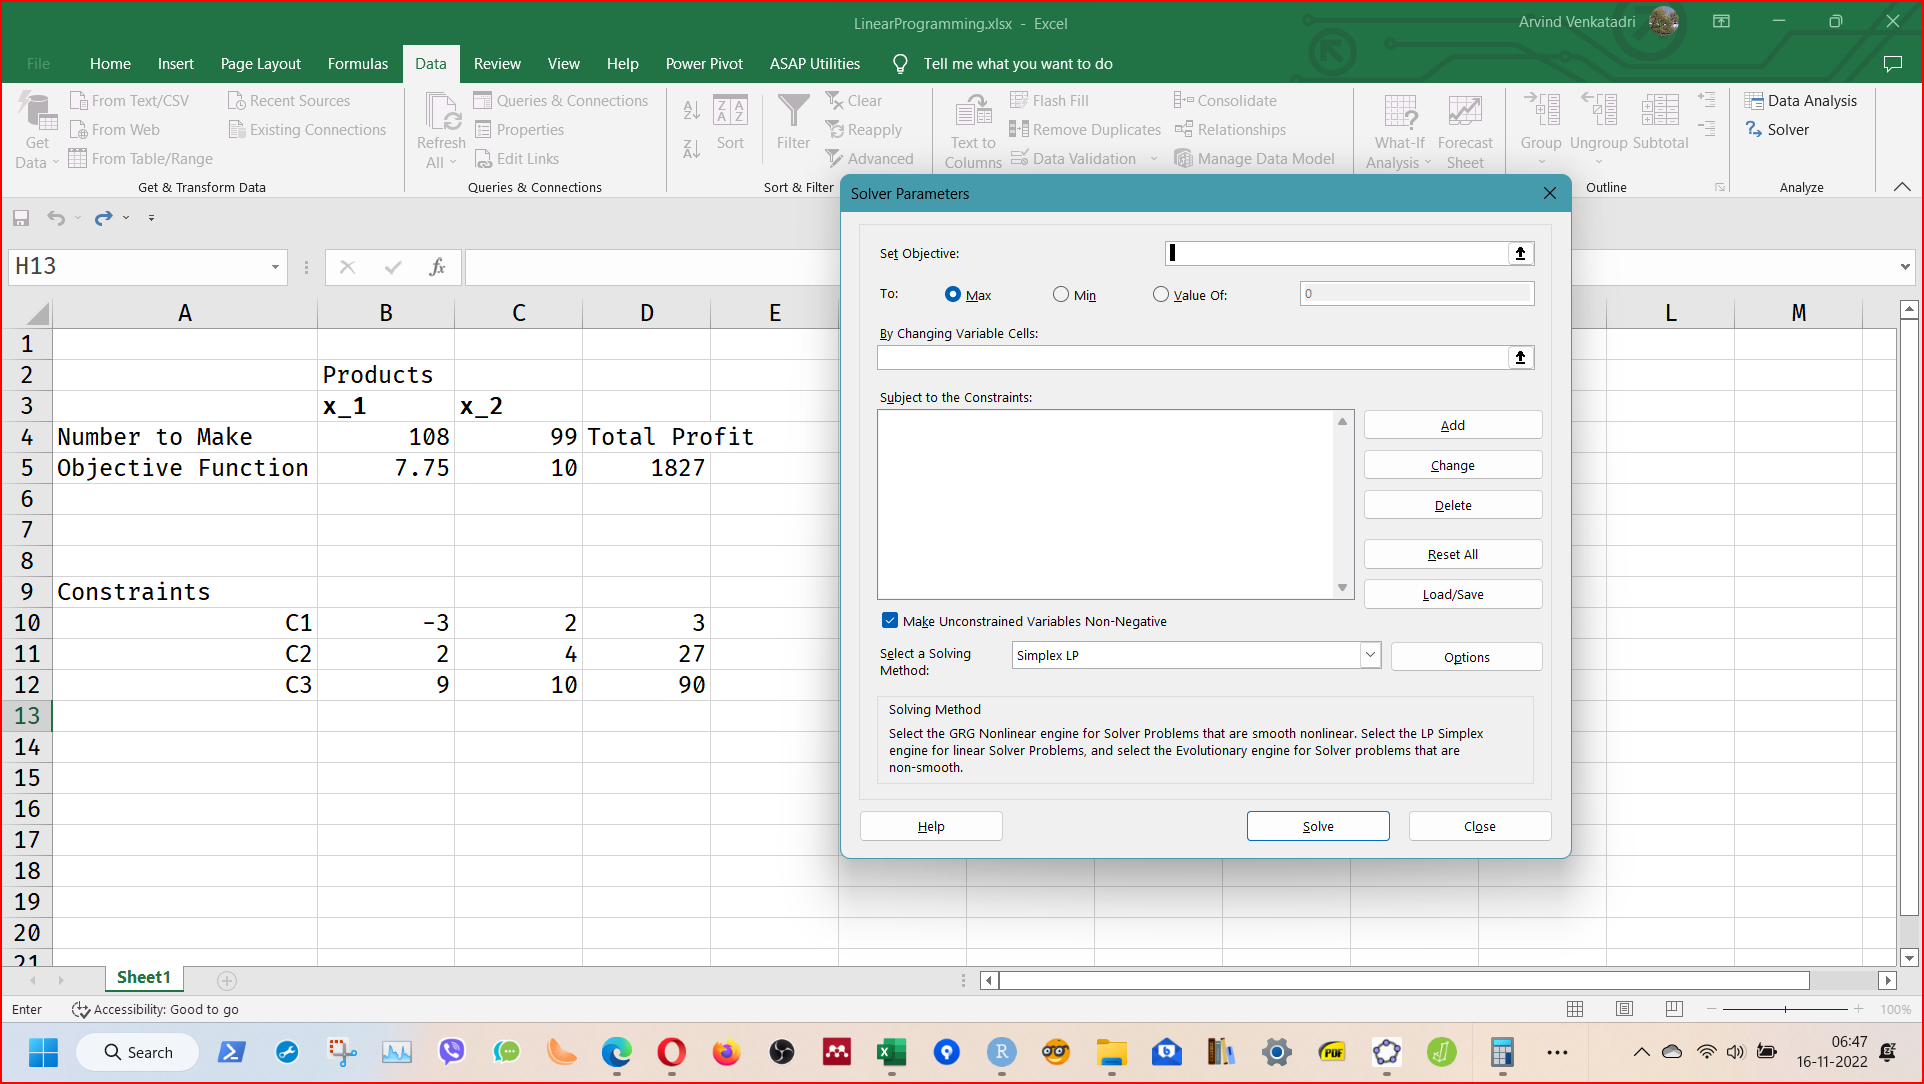 LinearProgramming.xlsx - Excel
Arvind Venkatadri
File Home Insert Page Layout Formulas Data Review View Help Power Pivot ASAP Utilities Tell me what you want to do
From Text/CSV Recent Sources
From Web Existing Connections
From Table/Range
Get Data
Get & Transform Data
Refresh All
Queries & Connections
Properties
Edit Links
Queries & Connections
Sort
Filter
Clear
Reapply
Advanced
Sort & Filter
Text to Columns
Flash Fill Consolidate
Remove Duplicates Relationships
Data Validation Manage Data Model
What-If Analysis
Forecast Sheet
Group Ungroup Subtotal
Outline
Data Analysis
Solver
Analyze
H13
fx
A B C D E L M
1
2 Products
3 x_1 x_2
4 Number to Make 108 99 Total Profit
5 Objective Function 7.75 10 1827
6
7
8
9 Constraints
10 C1 -3 2 3
11 C2 2 4 27
12 C3 9 10 90
13
14
15
16
17
18
19
20
21
Solver Parameters
Set Objective:
To: Max Min Value Of: 0
By Changing Variable Cells:
Subject to the Constraints:
Add
Change
Delete
Reset All
Load/Save
Make Unconstrained Variables Non-Negative
Select a Solving
Method:
Simplex LP
Options
Solving Method
Select the GRG Nonlinear engine for Solver Problems that are smooth nonlinear. Select the LP Simplex
engine for linear Solver Problems, and select the Evolutionary engine for Solver problems that are
non-smooth.
Help Solve Close
Sheet1
Enter Accessibility: Good to go 100%
Search
PDF
06:47
16-11-2022